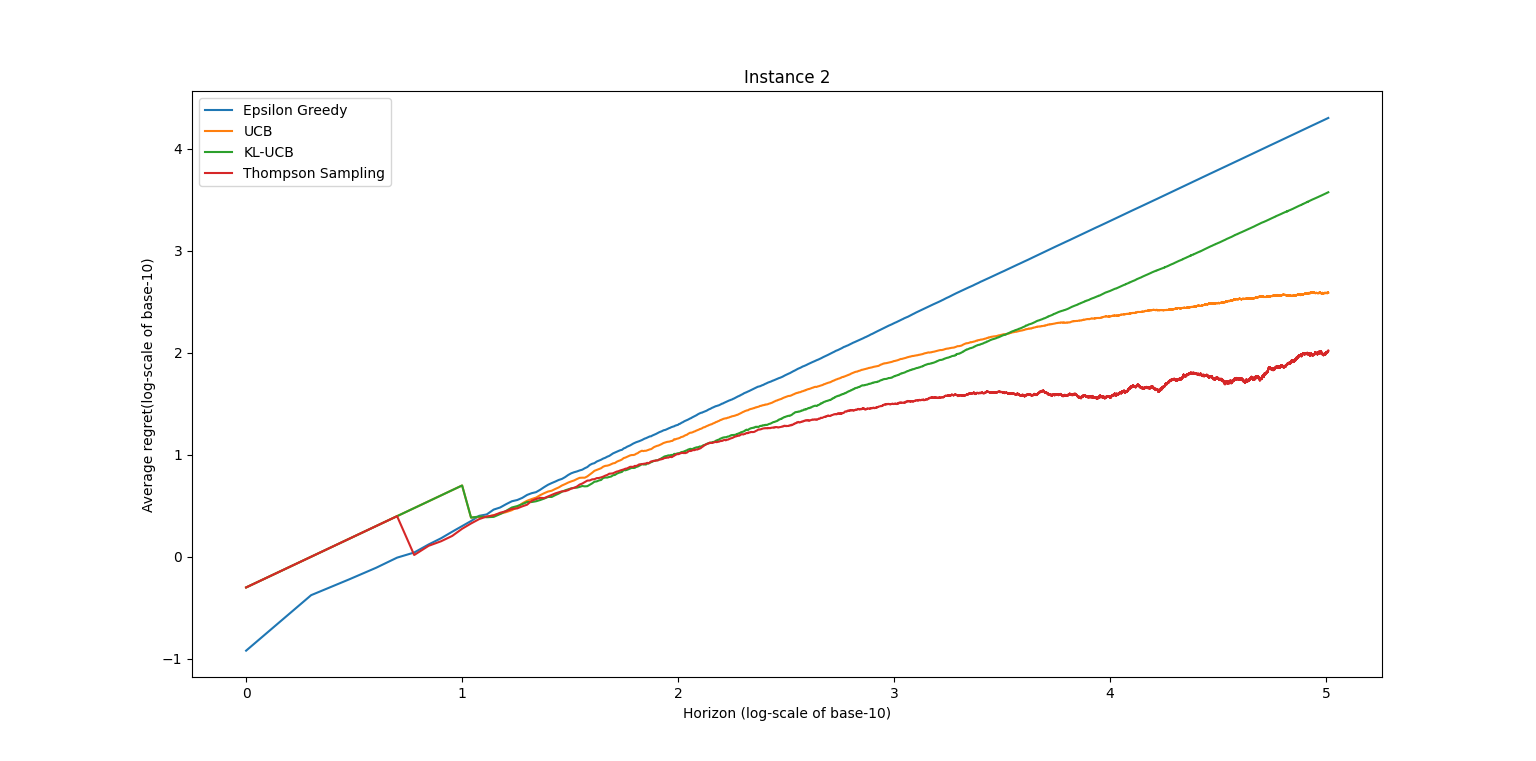 Instance 2
Epsilon Greedy
UCB
KL-UCB
Thompson Sampling
Average regret(log-scale of base-10)
4
3
2
1
0
−1
0 1 2 3 4 5
Horizon (log-scale of base-10)